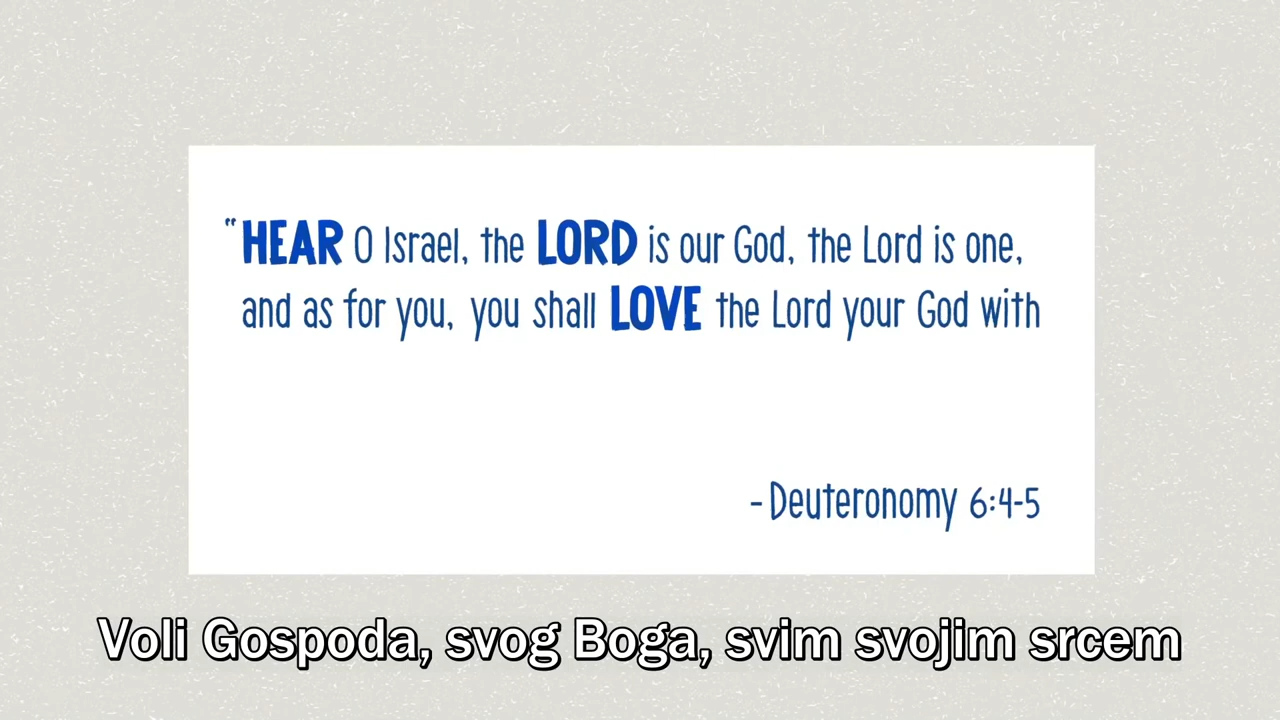 “HEAR O Israel, the LORD is our God, the Lord is one,
and as for you, you shall LOVE the Lord your God with
-Deuteronomy 6:4-5
Voli Gospoda, svog Boga, svim svojim srcem